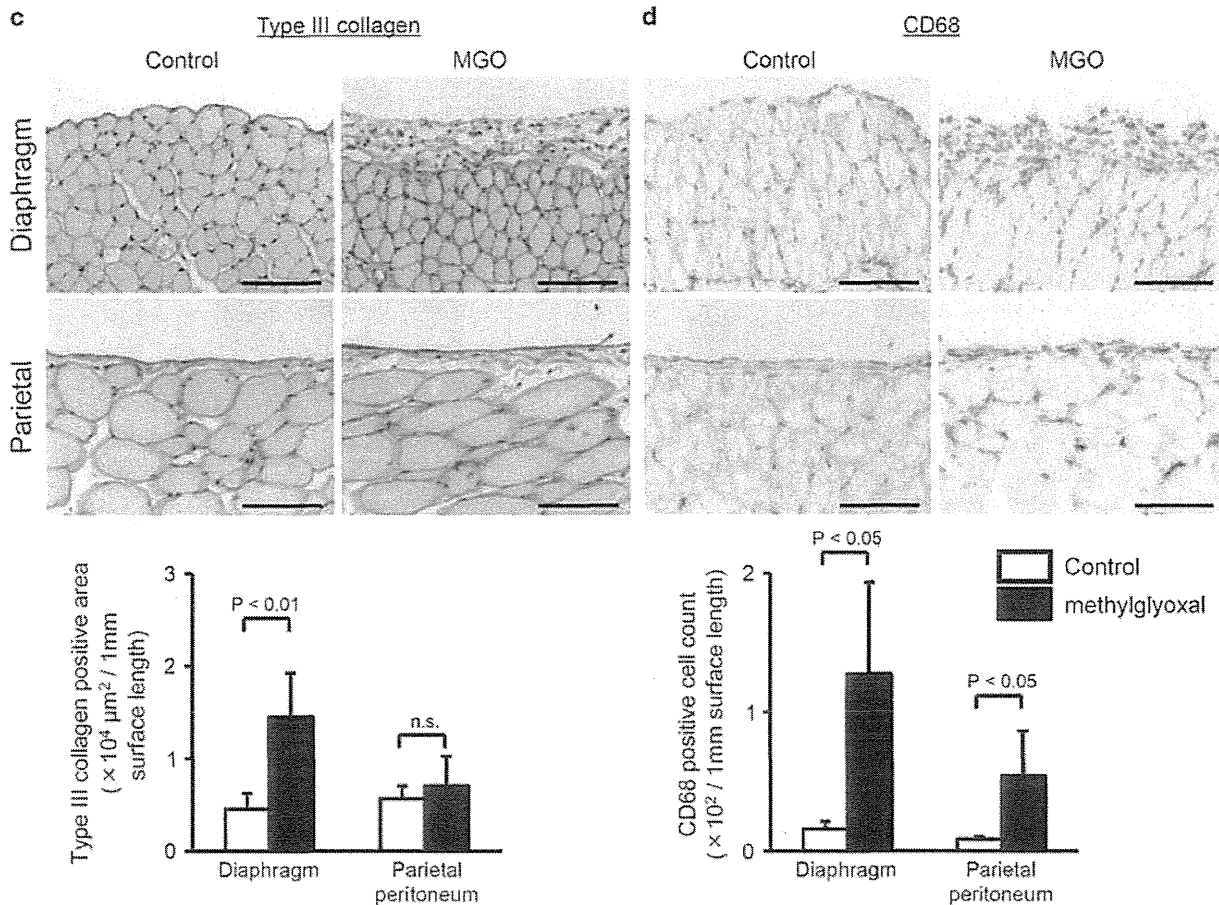 c
Type III collagen
Control
MGO
Diaphragm
Parietal
Type III collagen positive area
( × 10⁴ µm² / 1mm
surface length)
3
2
1
0
P < 0.01
n.s.
Diaphragm
Parietal
peritoneum
d
CD68
Control
MGO
CD68 positive cell count
( × 10² / 1mm surface length)
2
1
0
P < 0.05
P < 0.05
Diaphragm
Parietal
peritoneum
Control
methylglyoxal